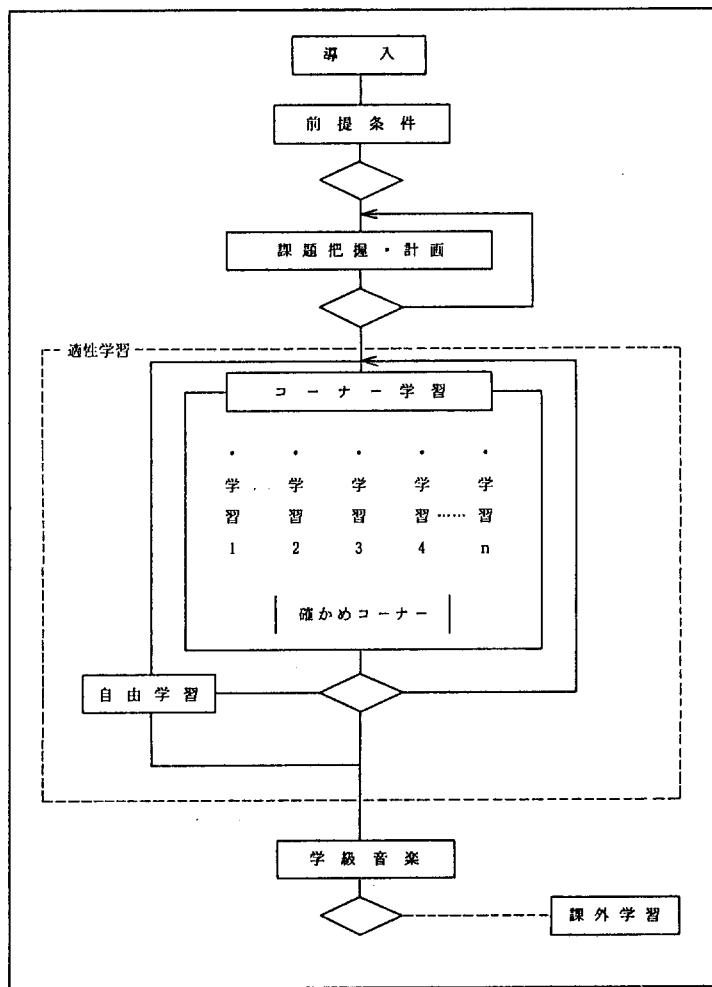 導入
前提条件
課題把握・計画
適性学習
コーナー学習
・学習1
・学習2
・学習3
・学習4
……
・学習n
確かめコーナー
自由学習
学級音楽
課外学習